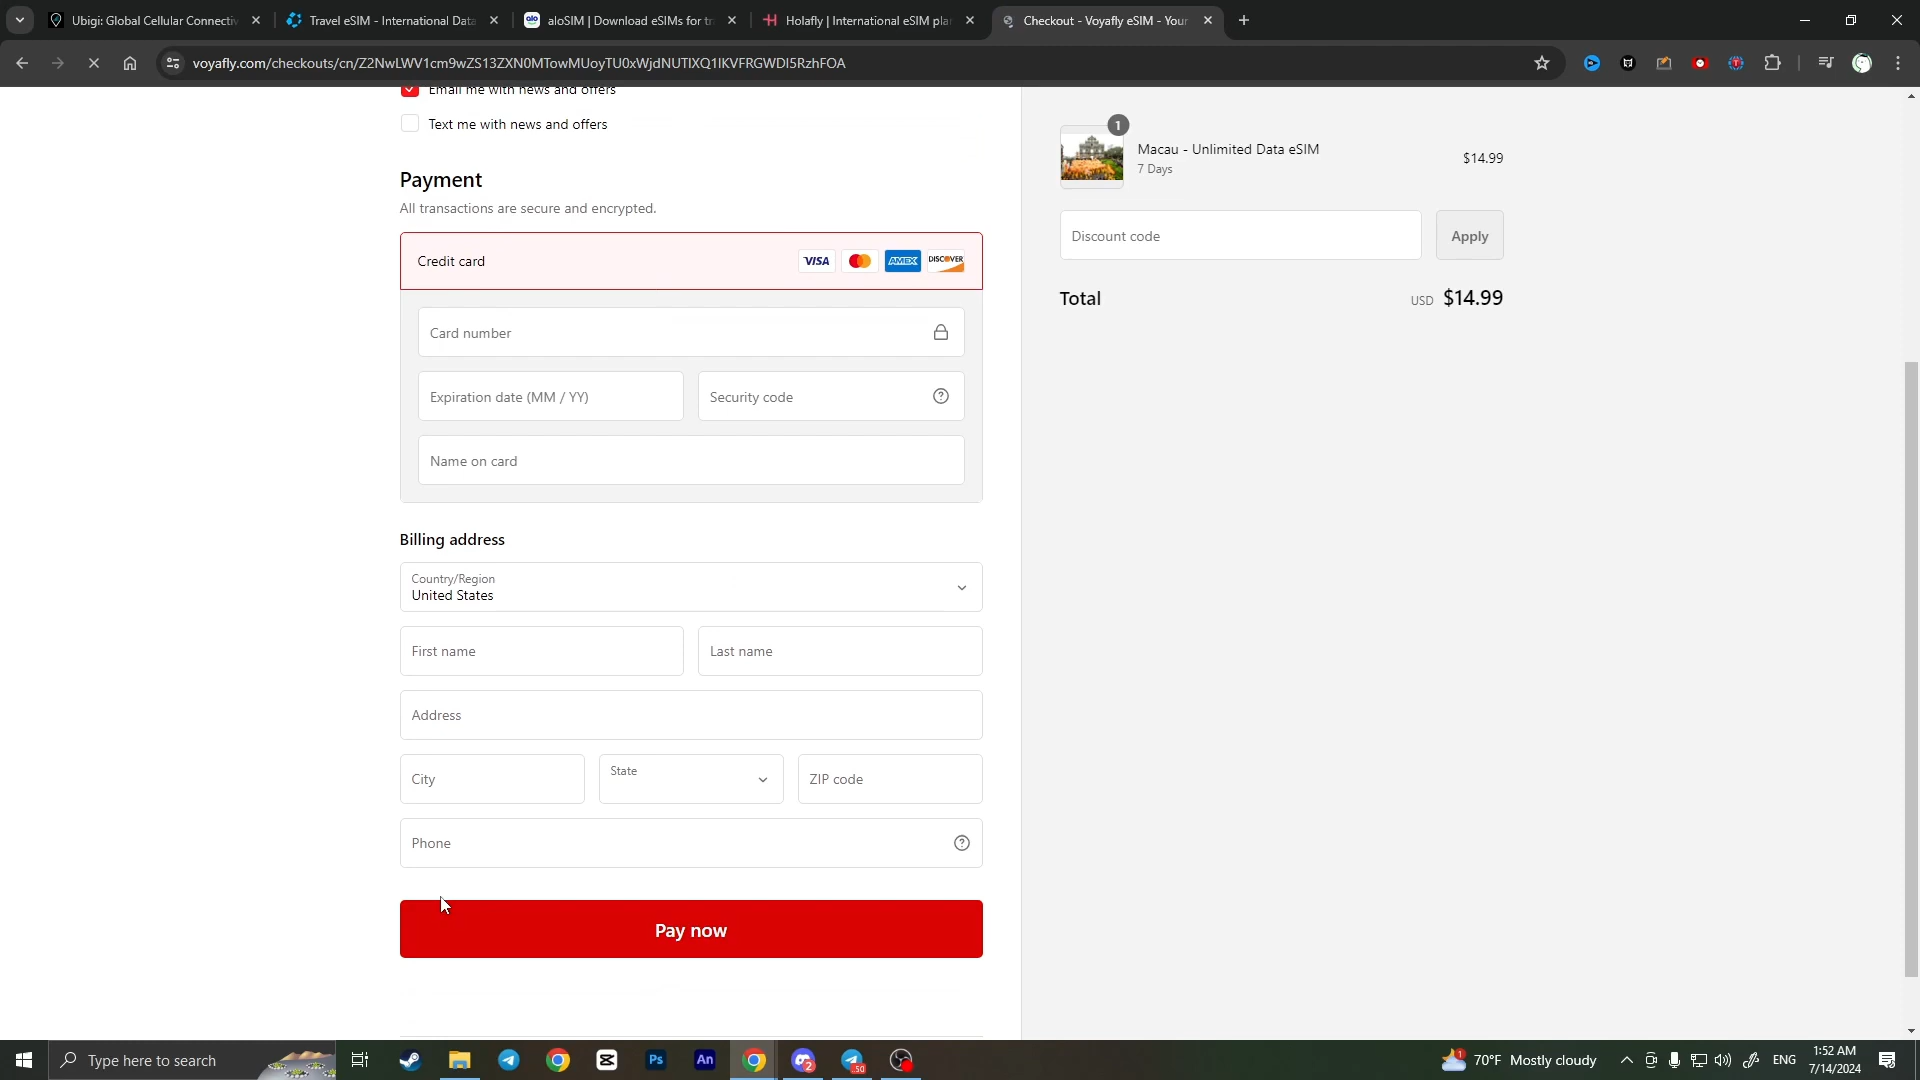 Ubigi: Global Cellular Connectiv
Travel eSIM - International Data
aloSIM | Download eSIMs for tr
Holafly | International eSIM pla
Checkout - Voyafly eSIM - Your
voyafly.com/checkouts/cn/Z2NwLWV1cm9wZS13ZXN0MTowMUoyTU0xWjdNUTlXQ1lKVFRGWDI5RzhFOA
Email me with news and offers
Text me with news and offers
Payment
All transactions are secure and encrypted.
Credit card
VISA
AMEX
DISCOVER
Card number
Expiration date (MM / YY)
Security code
Name on card
Billing address
Country/Region
United States
First name
Last name
Address
City
State
ZIP code
Phone
Pay now
1
Macau - Unlimited Data eSIM
7 Days
$14.99
Discount code
Apply
Total
USD $14.99
Type here to search
Ps
An
2
50
1
70°F Mostly cloudy
ENG
1:52 AM
7/14/2024